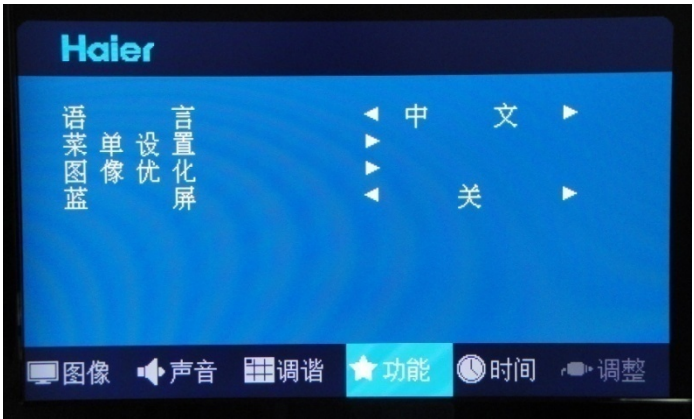 Haier
语言 ◀ 中文 ▶
菜单设置 ▶
图像优化 ▶
蓝屏 ◀ 关 ▶
图像 声音 调谐 功能 时间 调整